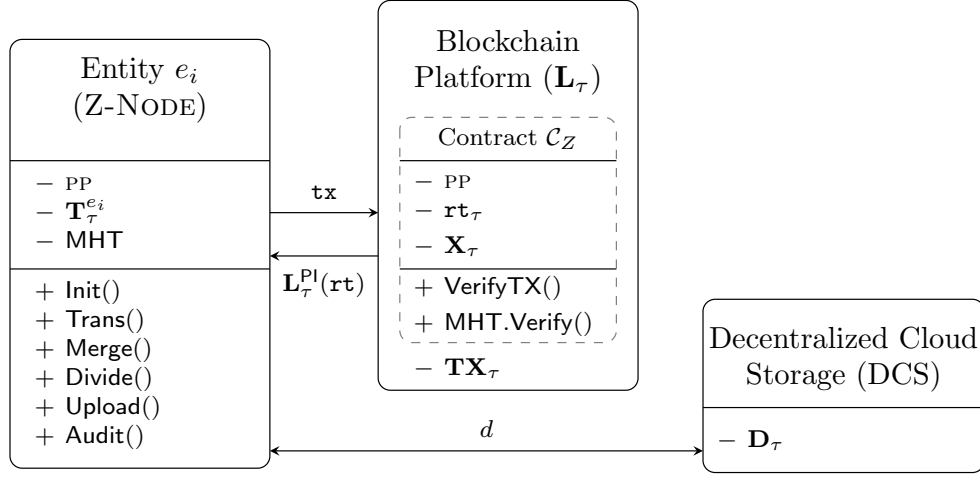 Entity e_i
(Z-NODE)
− PP
− T_τ^{e_i}
− MHT
+ Init()
+ Trans()
+ Merge()
+ Divide()
+ Upload()
+ Audit()
tx
L_τ^{PI}(rt)
Blockchain
Platform (L_τ)
Contract C_Z
− PP
− rt_τ
− X_τ
+ VerifyTX()
+ MHT.Verify()
− TX_τ
d
Decentralized Cloud
Storage (DCS)
− D_τ